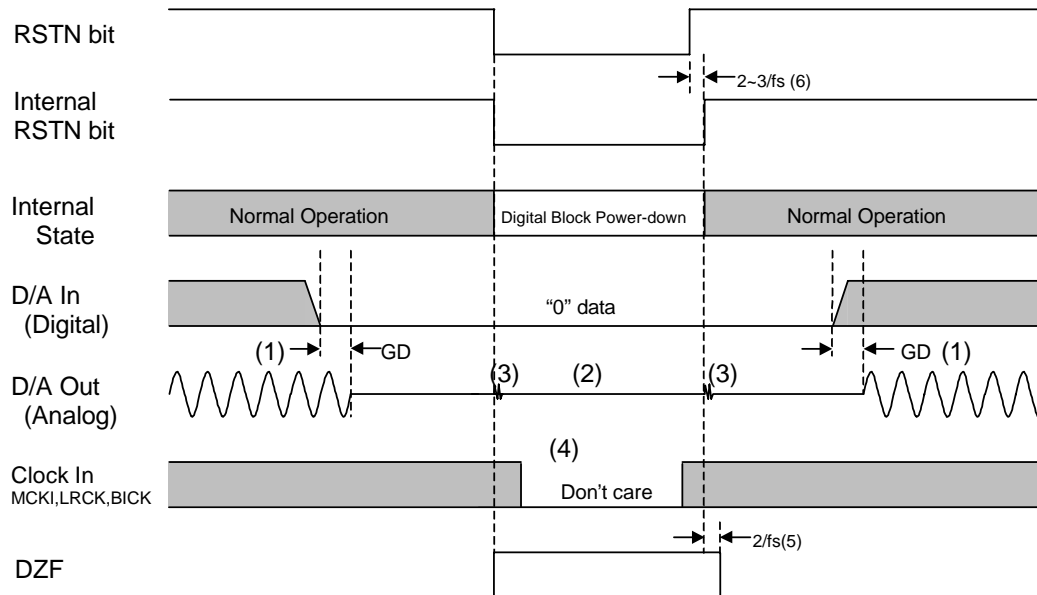 RSTN bit
2~3/fs (6)
Internal
RSTN bit
Internal
State
Normal Operation
Digital Block Power-down
Normal Operation
D/A In
(Digital)
“0” data
(1)
GD
GD
(1)
D/A Out
(Analog)
(3)
(2)
(3)
(4)
Clock In
MCKI,LRCK,BICK
Don’t care
2/fs(5)
DZF